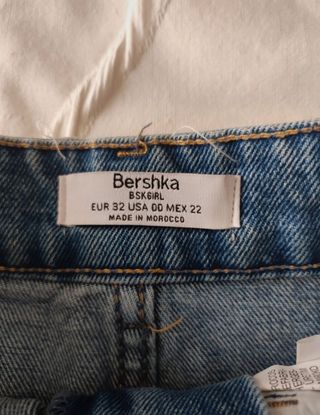 Bershka
BSKGIRL
EUR 32 USA 00 MEX 22
MADE IN MOROCCO